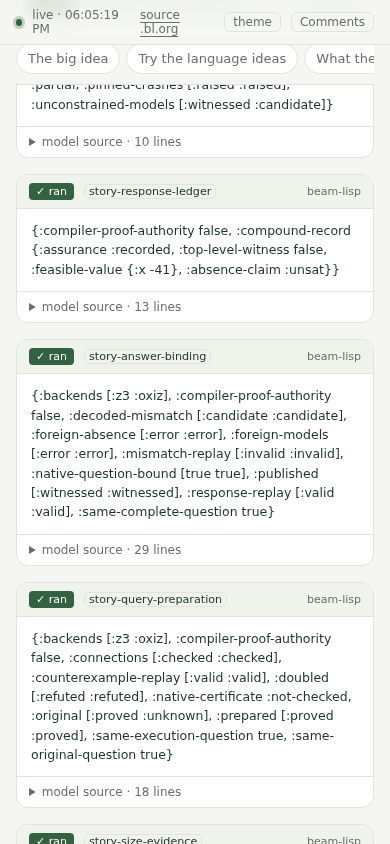 live · 06:05:19 PM
source .bl.org
theme
Comments
The big idea
Try the language ideas
What the
:partial, :pinned-crashes [:raised :raised],
:unconstrained-models [:witnessed :candidate]}
▶ model source · 10 lines
✓ ran story-response-ledger beam-lisp
{:compiler-proof-authority false, :compound-record
{:assurance :recorded, :top-level-witness false,
:feasible-value {:x -41}, :absence-claim :unsat}}
▶ model source · 13 lines
✓ ran story-answer-binding beam-lisp
{:backends [:z3 :oxiz], :compiler-proof-authority
false, :decoded-mismatch [:candidate :candidate],
:foreign-absence [:error :error], :foreign-models
[:error :error], :mismatch-replay [:invalid :invalid],
:native-question-bound [true true], :published
[:witnessed :witnessed], :response-replay [:valid
:valid], :same-complete-question true}
▶ model source · 29 lines
✓ ran story-query-preparation beam-lisp
{:backends [:z3 :oxiz], :compiler-proof-authority
false, :connections [:checked :checked],
:counterexample-replay [:valid :valid], :doubled
[:refuted :refuted], :native-certificate :not-checked,
:original [:proved :unknown], :prepared [:proved
:proved], :same-execution-question true, :same-
original-question true}
▶ model source · 18 lines
✓ ran story-size-evidence beam-lisp